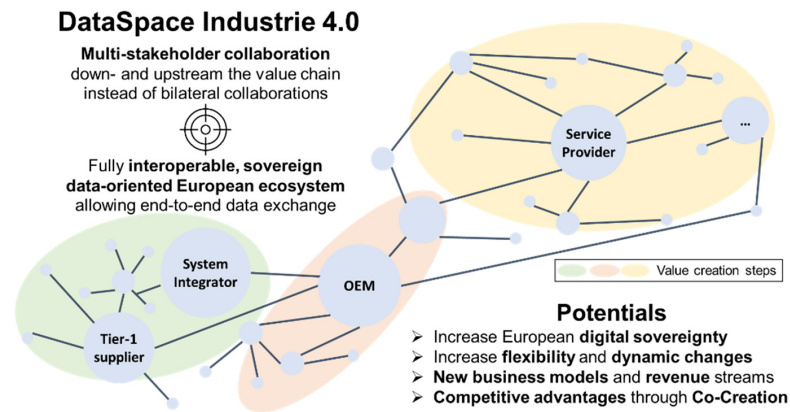 DataSpace Industrie 4.0
Multi-stakeholder collaboration
down- and upstream the value chain
instead of bilateral collaborations
Fully interoperable, sovereign
data-oriented European ecosystem
allowing end-to-end data exchange
Service
Provider
...
System
Integrator
OEM
Tier-1
supplier
Value creation steps
Potentials
➢ Increase European digital sovereignty
➢ Increase flexibility and dynamic changes
➢ New business models and revenue streams
➢ Competitive advantages through Co-Creation